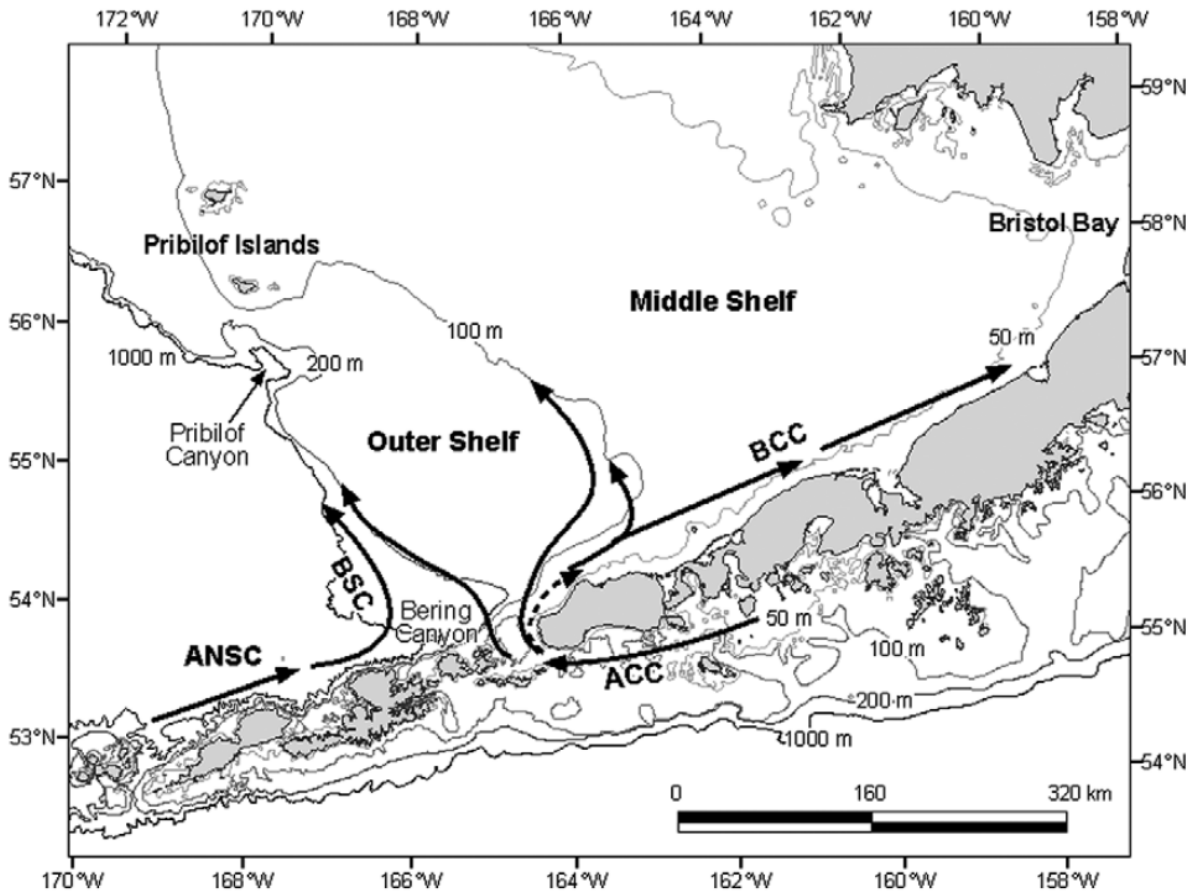 172°W
170°W
168°W
166°W
164°W
162°W
160°W
158°W
59°N
57°N
58°N
Bristol Bay
Pribilof Islands
Middle Shelf
56°N
100 m
50 m
1000 m
200 m
57°N
Pribilof
Canyon
Outer Shelf
BCC
55°N
56°N
BSC
54°N
Bering
Canyon
50 m
55°N
100 m
ANSC
ACC
200 m
53°N
1000 m
54°N
0
160
320 km
170°W
168°W
166°W
164°W
162°W
160°W
158°W